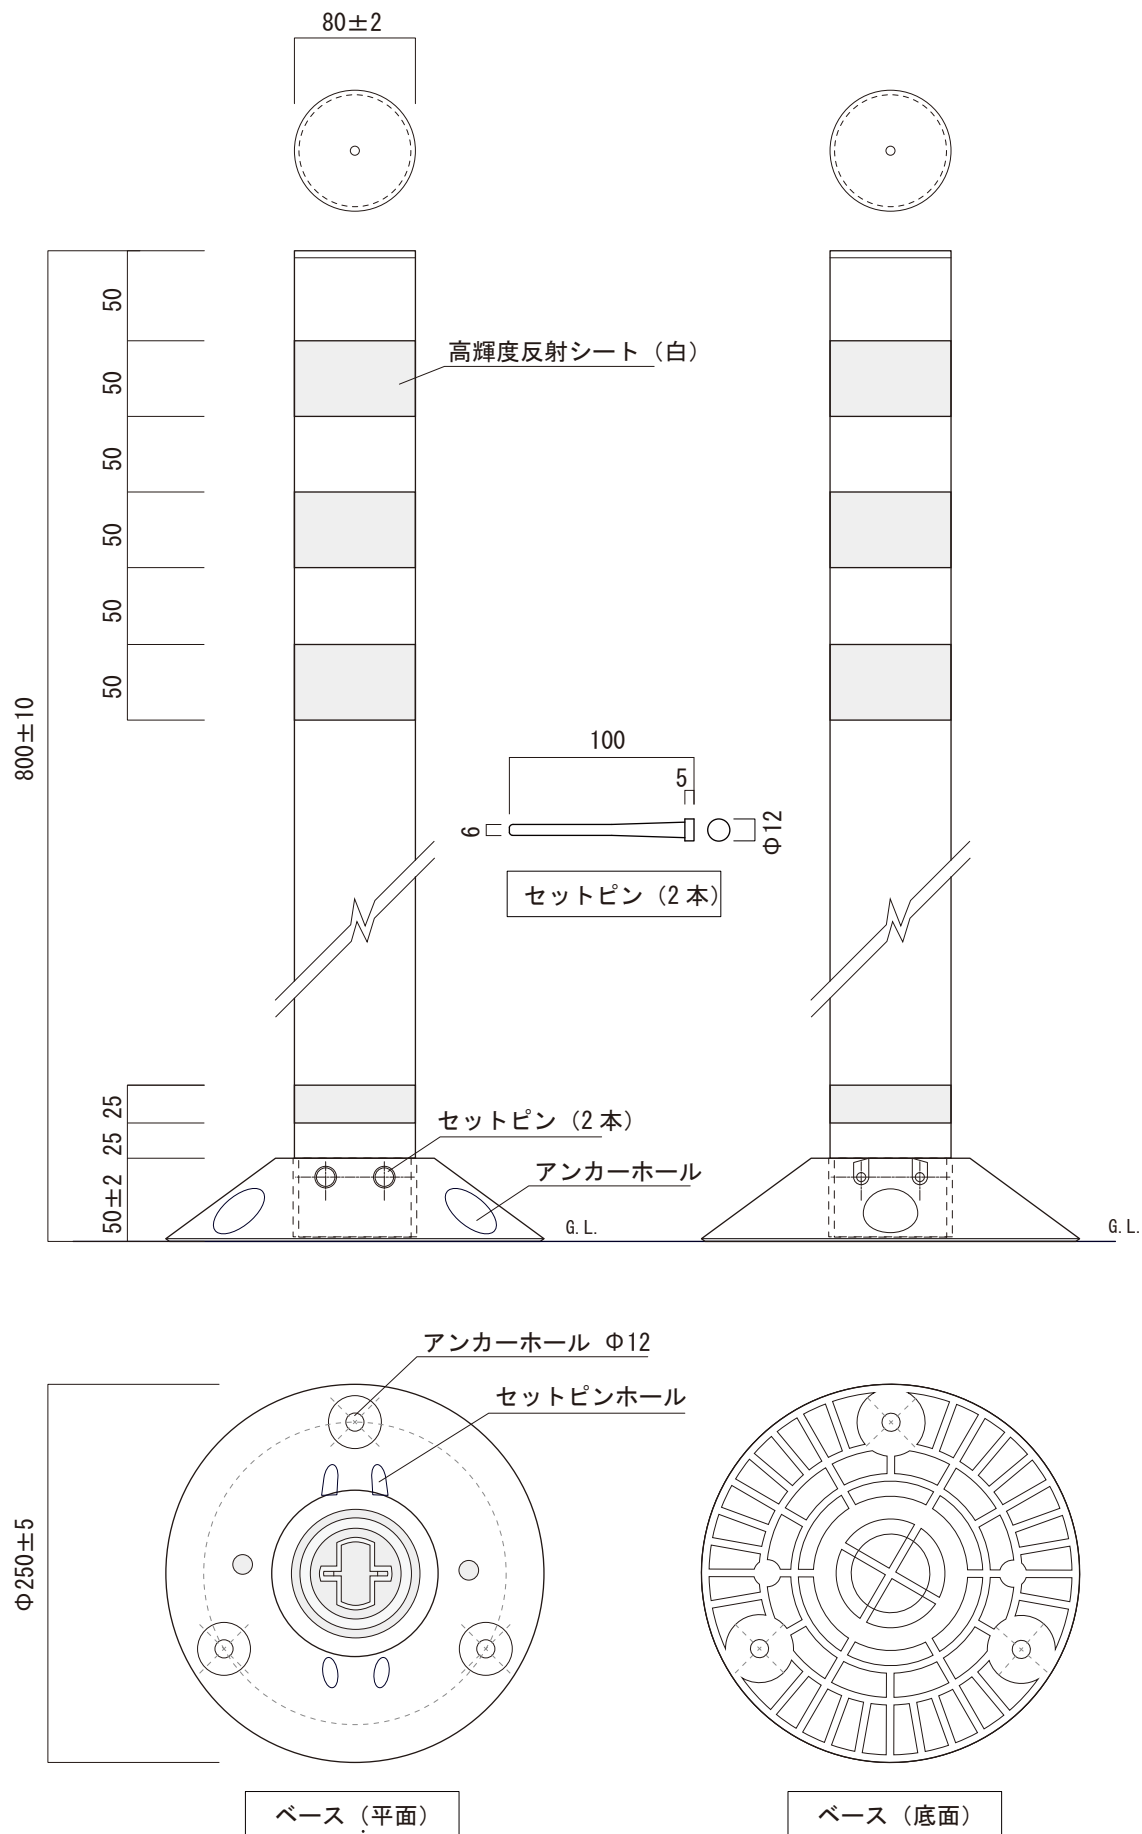 80±2
50
高輝度反射シート（白）
50
50
50
50
50
800±10
100
5
6
Φ12
セットピン（2本）
25
セットピン（2本）
25
アンカーホール
50±2
G.L.
G.L.
アンカーホール Φ12
セットピンホール
Φ250±5
ベース（平面）
ベース（底面）